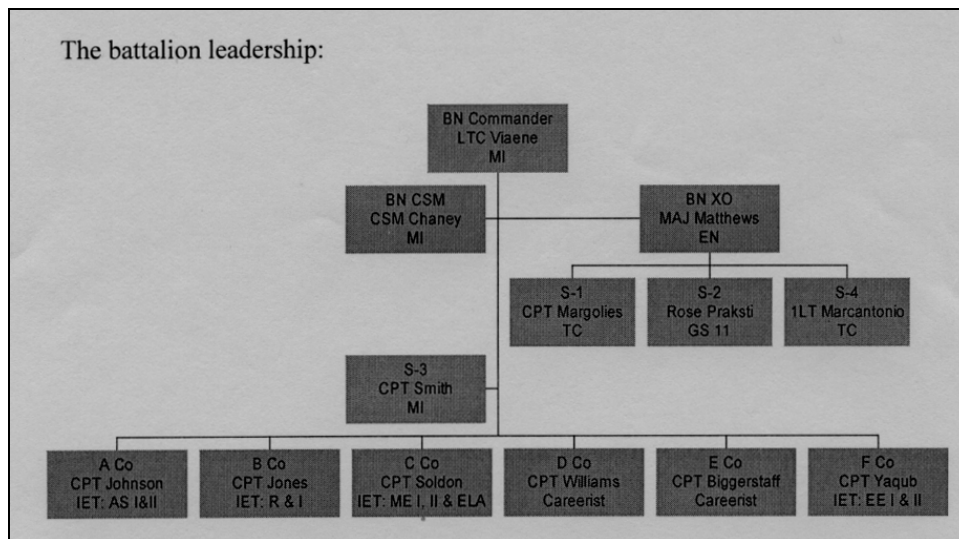 The battalion leadership:
BN Commander
LTC Viaene
MI
BN CSM
CSM Chaney
MI
BN XO
MAJ Matthews
EN
S-1
CPT Margolies
TC
S-2
Rose Praksti
GS 11
S-4
1LT Marcantonio
TC
S-3
CPT Smith
MI
A Co
CPT Johnson
IET: AS I&II
B Co
CPT Jones
IET: R & I
C Co
CPT Soldon
IET: ME I, II & ELA
D Co
CPT Williams
Careerist
E Co
CPT Biggerstaff
Careerist
F Co
CPT Yaqub
IET: EE I & II